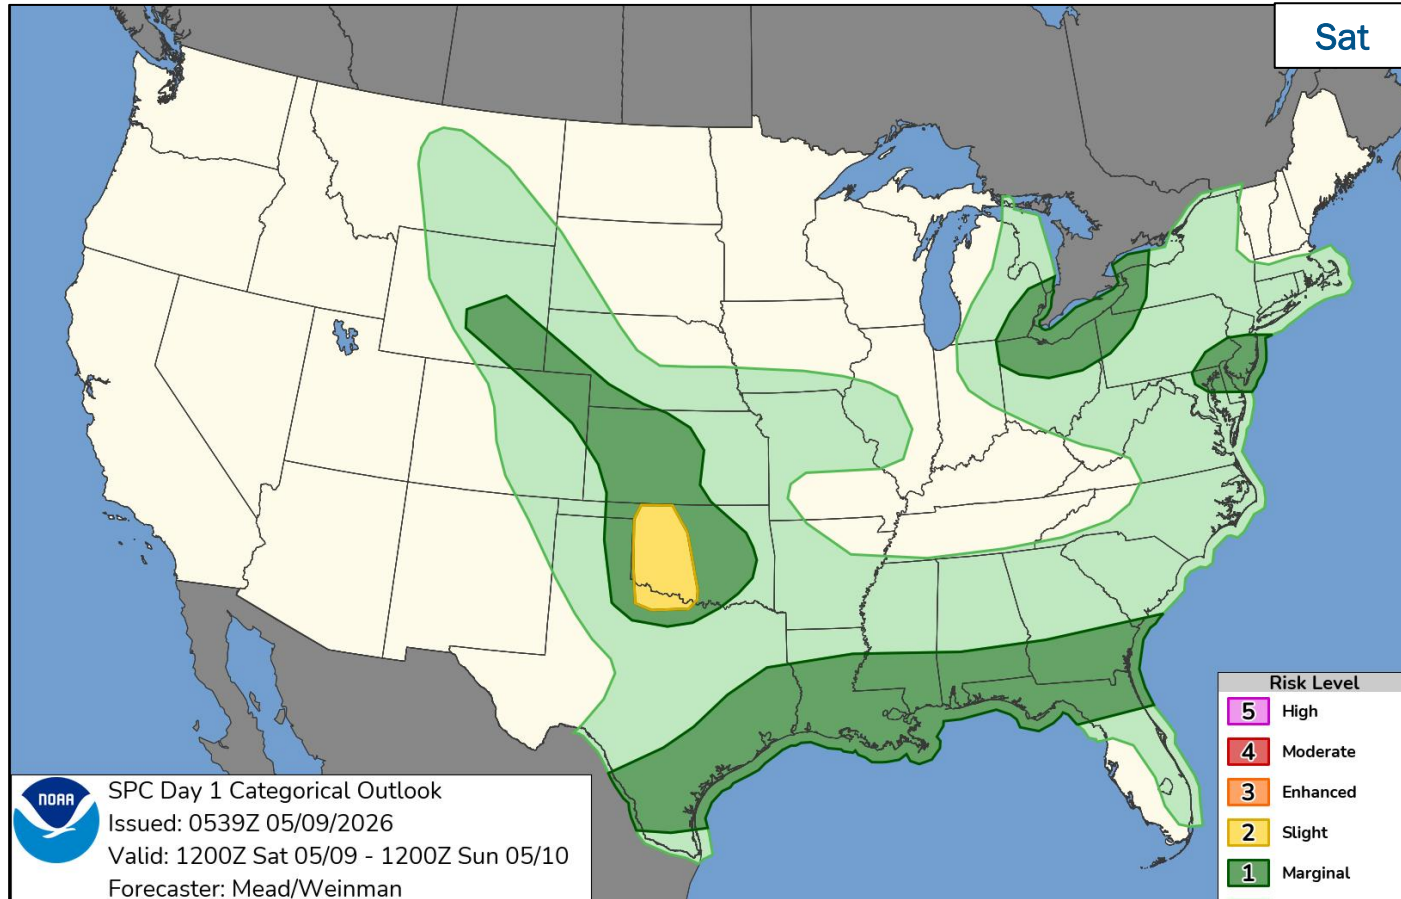 Sat
Risk Level
5 High
4 Moderate
3 Enhanced
2 Slight
1 Marginal
NOAA
SPC Day 1 Categorical Outlook
Issued: 0539Z 05/09/2026
Valid: 1200Z Sat 05/09 - 1200Z Sun 05/10
Forecaster: Mead/Weinman